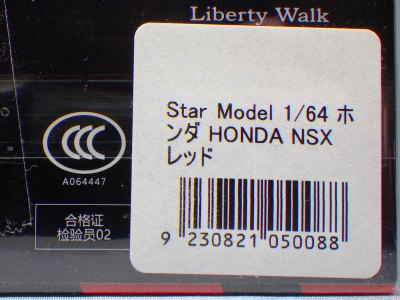 Liberty Walk
Star Model 1/64 ホ
ンダ HONDA NSX
レッド
9 230821 050088
CCC
A064447
合格证
检验员02